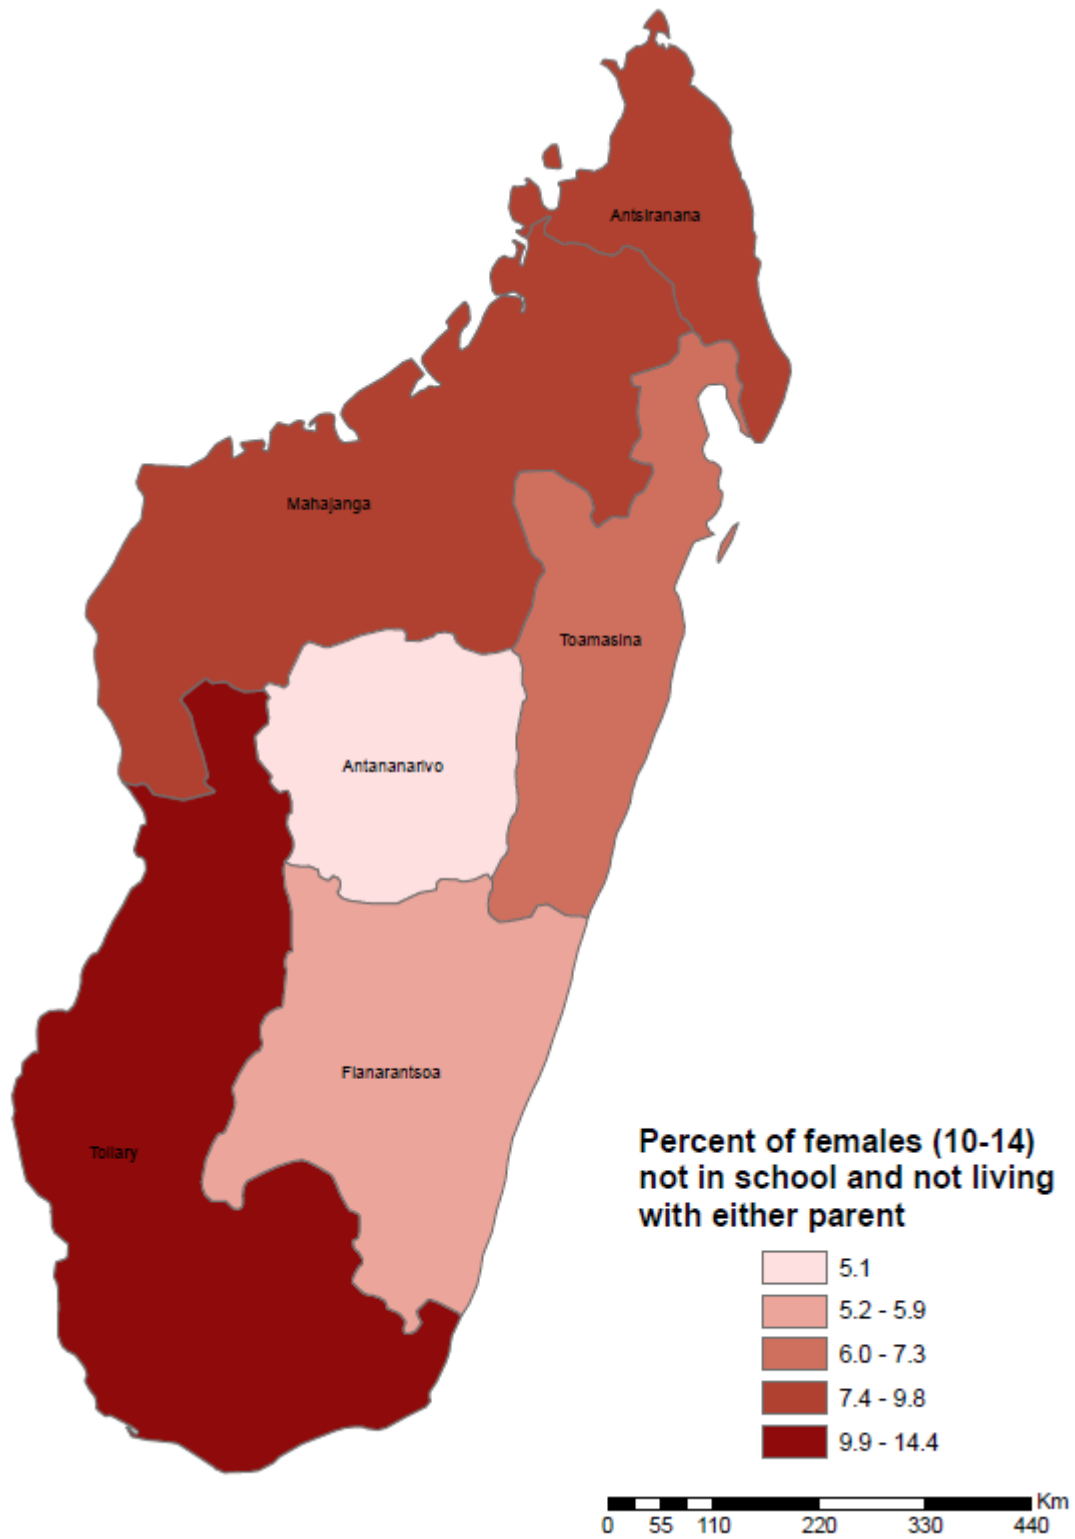 Antsiranana
Mahajanga
Toamasina
Antananarivo
Fianarantsoa
Toliary
Percent of females (10-14)
not in school and not living
with either parent
5.1
5.2 - 5.9
6.0 - 7.3
7.4 - 9.8
9.9 - 14.4
Km
0 55 110 220 330 440